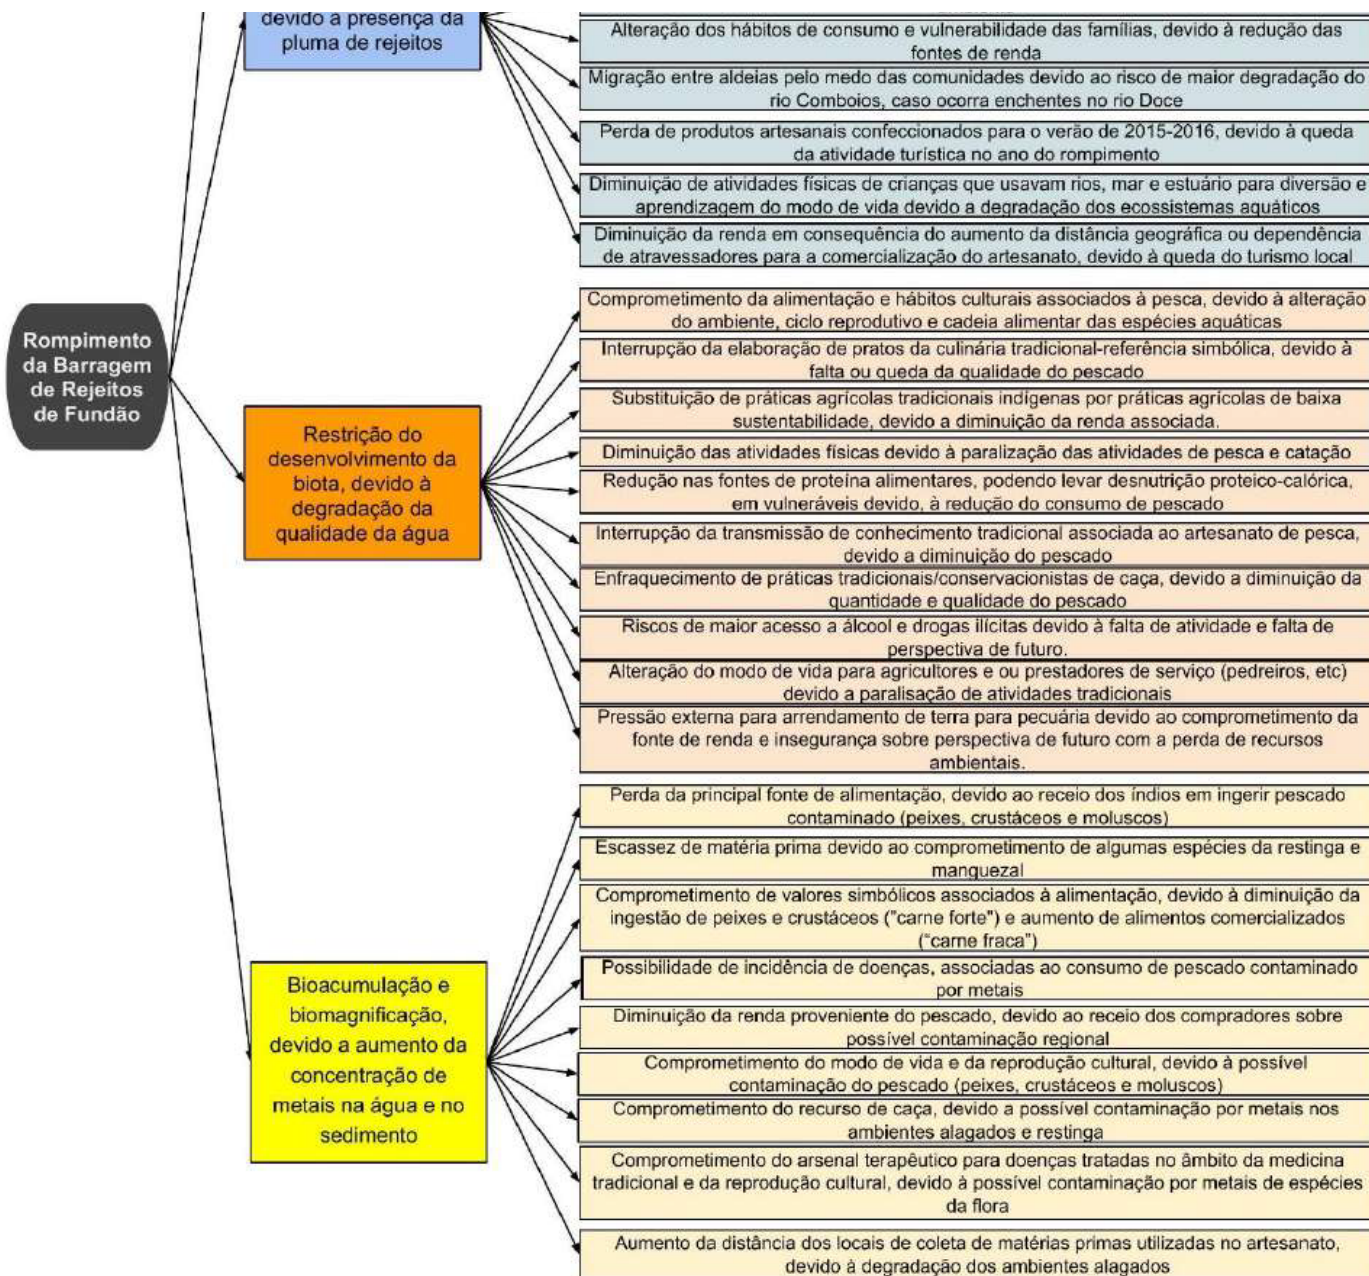 devido à presença da
pluma de rejeitos
Alteração dos hábitos de consumo e vulnerabilidade das famílias, devido à redução das
fontes de renda
Migração entre aldeias pelo medo das comunidades devido ao risco de maior degradação do
rio Comboios, caso ocorra enchentes no rio Doce
Perda de produtos artesanais confeccionados para o verão de 2015-2016, devido à queda
da atividade turística no ano do rompimento
Diminuição de atividades físicas de crianças que usavam rios, mar e estuário para diversão e
aprendizagem do modo de vida devido a degradação dos ecossistemas aquáticos
Diminuição da renda em consequência do aumento da distância geográfica ou dependência
de atravessadores para a comercialização do artesanato, devido à queda do turismo local
Rompimento
da Barragem
de Rejeitos
de Fundão
Restrição do
desenvolvimento da
biota, devido à
degradação da
qualidade da água
Comprometimento da alimentação e hábitos culturais associados à pesca, devido à alteração
do ambiente, ciclo reprodutivo e cadeia alimentar das espécies aquáticas
Interrupção da elaboração de pratos da culinária tradicional-referência simbólica, devido à
falta ou queda da qualidade do pescado
Substituição de práticas agrícolas tradicionais indígenas por práticas agrícolas de baixa
sustentabilidade, devido a diminuição da renda associada.
Diminuição das atividades físicas devido à paralização das atividades de pesca e catação
Redução nas fontes de proteína alimentares, podendo levar desnutrição proteico-calórica,
em vulneráveis devido, à redução do consumo de pescado
Interrupção da transmissão de conhecimento tradicional associada ao artesanato de pesca,
devido a diminuição do pescado
Enfraquecimento de práticas tradicionais/conservacionistas de caça, devido a diminuição da
quantidade e qualidade do pescado
Riscos de maior acesso a álcool e drogas ilícitas devido à falta de atividade e falta de
perspectiva de futuro.
Alteração do modo de vida para agricultores e ou prestadores de serviço (pedreiros, etc)
devido a paralisação de atividades tradicionais
Pressão externa para arrendamento de terra para pecuária devido ao comprometimento da
fonte de renda e insegurança sobre perspectiva de futuro com a perda de recursos
ambientais.
Bioacumulação e
biomagnificação,
devido a aumento da
concentração de
metais na água e no
sedimento
Perda da principal fonte de alimentação, devido ao receio dos índios em ingerir pescado
contaminado (peixes, crustáceos e moluscos)
Escassez de matéria prima devido ao comprometimento de algumas espécies da restinga e
manguezal
Comprometimento de valores simbólicos associados à alimentação, devido à diminuição da
ingestão de peixes e crustáceos ("carne forte") e aumento de alimentos comercializados
("carne fraca")
Possibilidade de incidência de doenças, associadas ao consumo de pescado contaminado
por metais
Diminuição da renda proveniente do pescado, devido ao receio dos compradores sobre
possível contaminação regional
Comprometimento do modo de vida e da reprodução cultural, devido à possível
contaminação do pescado (peixes, crustáceos e moluscos)
Comprometimento do recurso de caça, devido a possível contaminação por metais nos
ambientes alagados e restinga
Comprometimento do arsenal terapêutico para doenças tratadas no âmbito da medicina
tradicional e da reprodução cultural, devido à possível contaminação por metais de espécies
da flora
Aumento da distância dos locais de coleta de matérias primas utilizadas no artesanato,
devido à degradação dos ambientes alagados